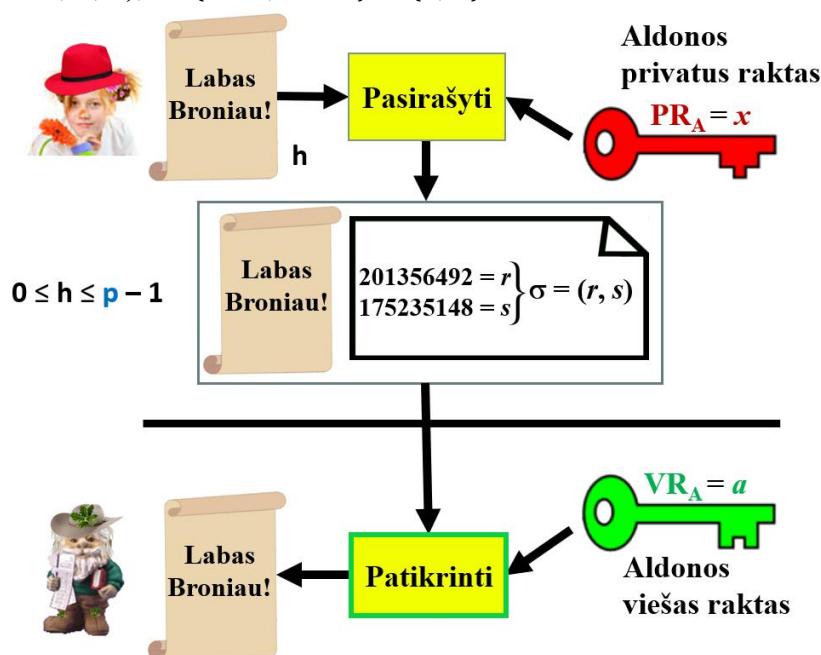 Aldonos
privatus raktas
Labas
Broniau!
Pasirašyti
PR_A = x
h
0 ≤ h ≤ p – 1
Labas
Broniau!
201356492 = r
175235148 = s
σ = (r, s)
VR_A = a
Labas
Broniau!
Patikrinti
Aldonos
viešas raktas